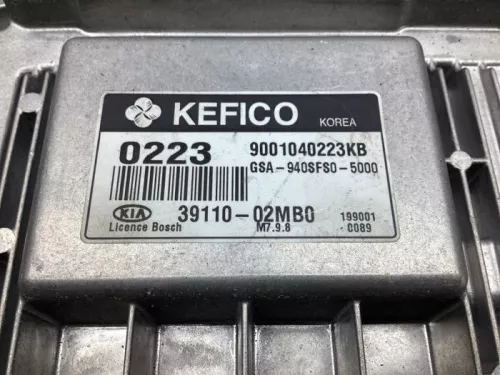 KEFICO KOREA
0223 9001040223KB
GSA-940SFS0-5000
KIA 39110-02MB0 199001
Licence Bosch M7.9.8 0089